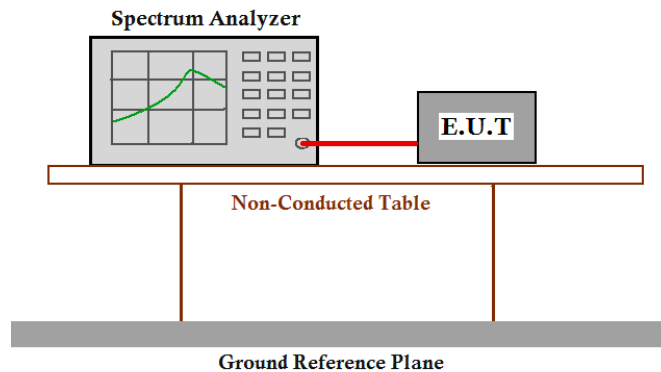 Spectrum Analyzer
E.U.T
Non-Conducted Table
Ground Reference Plane